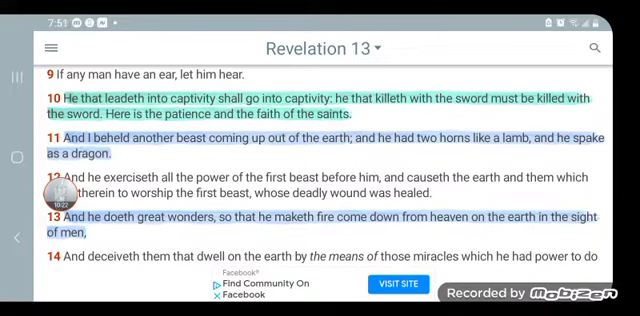 7:51
Revelation 13
9 If any man have an ear, let him hear.
10 He that leadeth into captivity shall go into captivity: he that killeth with the sword must be killed with
the sword. Here is the patience and the faith of the saints.
11 And I beheld another beast coming up out of the earth; and he had two horns like a lamb, and he spake
as a dragon.
12 And he exerciseth all the power of the first beast before him, and causeth the earth and them which
therein to worship the first beast, whose deadly wound was healed.
10:22
13 And he doeth great wonders, so that he maketh fire come down from heaven on the earth in the sight
of men,
14 And deceiveth them that dwell on the earth by the means of those miracles which he had power to do
Facebook®
Find Community On
Facebook
VISIT SITE
Recorded by MOBIZEN